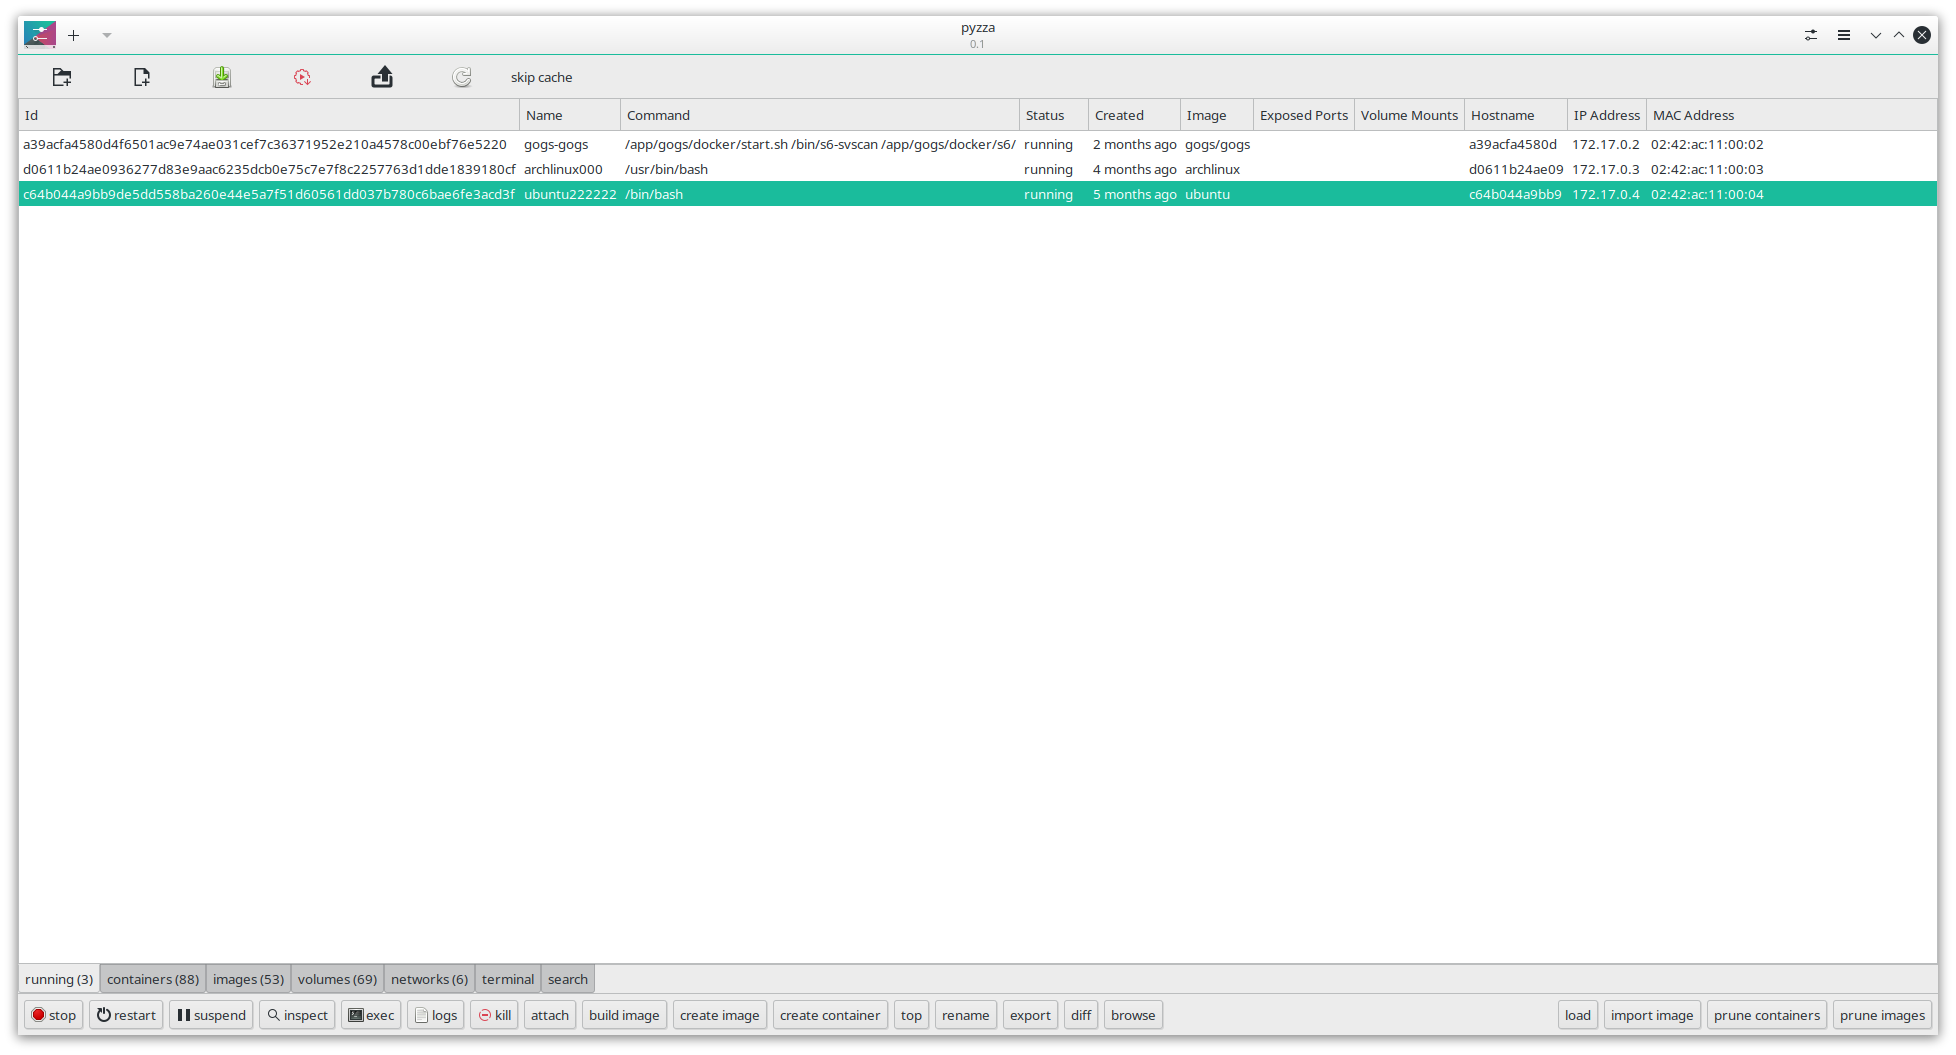 pyzza
0.1
skip cache
Id Name Command Status Created Image Exposed Ports Volume Mounts Hostname IP Address MAC Address
a39acfa4580d4f6501ac9e74ae031cef7c36371952e210a4578c00ebf76e5220 gogs-gogs /app/gogs/docker/start.sh /bin/s6-svscan /app/gogs/docker/s6/ running 2 months ago gogs/gogs a39acfa4580d 172.17.0.2 02:42:ac:11:00:02
d0611b24ae0936277d83e9aac6235dcb0e75c7e7f8c2257763d1dde1839180cf archlinux000 /usr/bin/bash running 4 months ago archlinux d0611b24ae09 172.17.0.3 02:42:ac:11:00:03
c64b044a9bb9de5dd558ba260e44e5a7f51d60561dd037b780c6bae6fe3acd3f ubuntu222222 /bin/bash running 5 months ago ubuntu c64b044a9bb9 172.17.0.4 02:42:ac:11:00:04
running (3) containers (88) images (53) volumes (69) networks (6) terminal search
stop restart suspend inspect exec logs kill attach build image create image create container top rename export diff browse load import image prune containers prune images